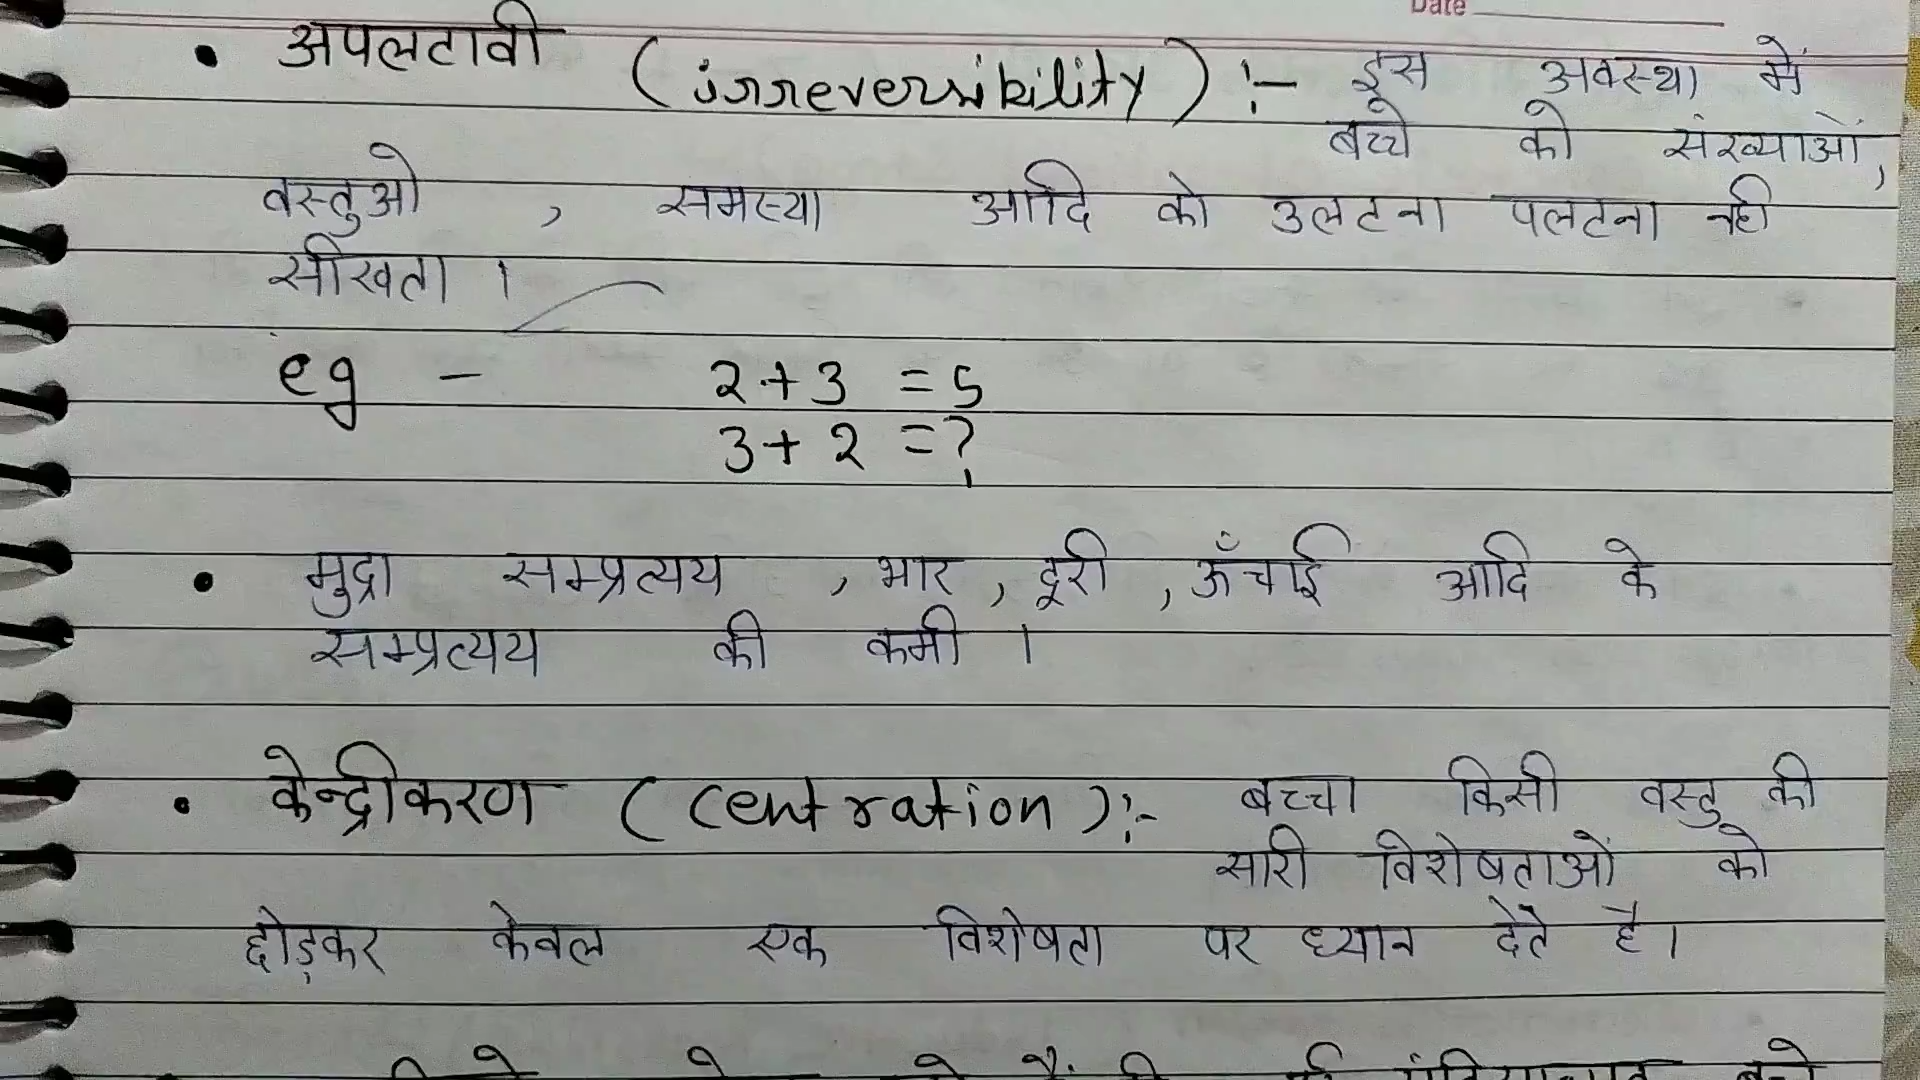 Date
• अपलटावी (irreversibility) :- इस अवस्था में
बच्चे को संख्याओं,
वस्तुओ , समस्या आदि को उलटना पलटना नही
सीखता ।
eg - 2+3 = 5
3+2 = ?
• मुद्रा सम्प्रत्यय , भार , दूरी , ऊँचाई आदि के
सम्प्रत्यय की कमी ।
• केन्द्रीकरण (Centration) :- बच्चा किसी वस्तु की
सारी विशेषताओं को
छोड़कर केवल एक विशेषता पर ध्यान देते है।